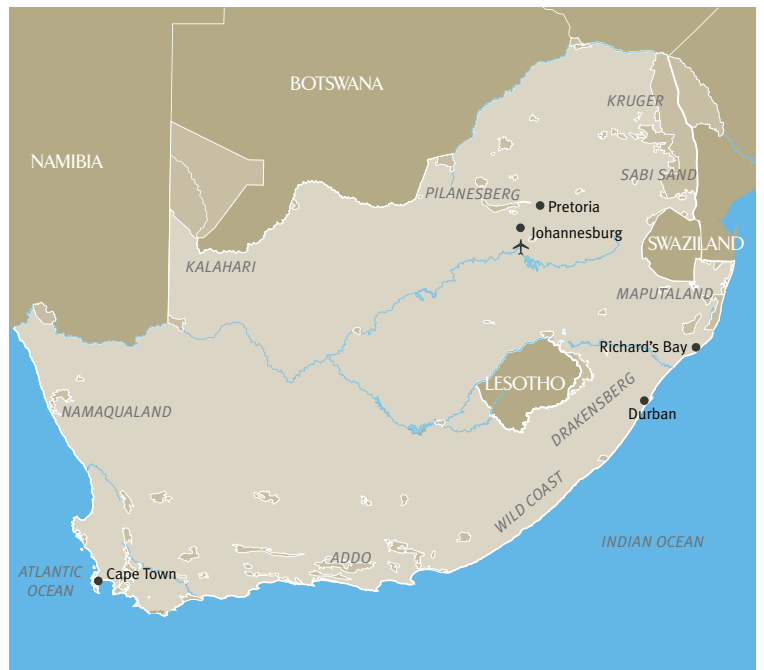 BOTSWANA
KRUGER
NAMIBIA
SABI SAND
PILANESBERG
Pretoria
Johannesburg
SWAZILAND
KALAHARI
MAPUTALAND
Richard's Bay
LESOTHO
DRAKENSBERG
NAMAQUALAND
Durban
WILD COAST
INDIAN OCEAN
ADDO
ATLANTIC
OCEAN
Cape Town